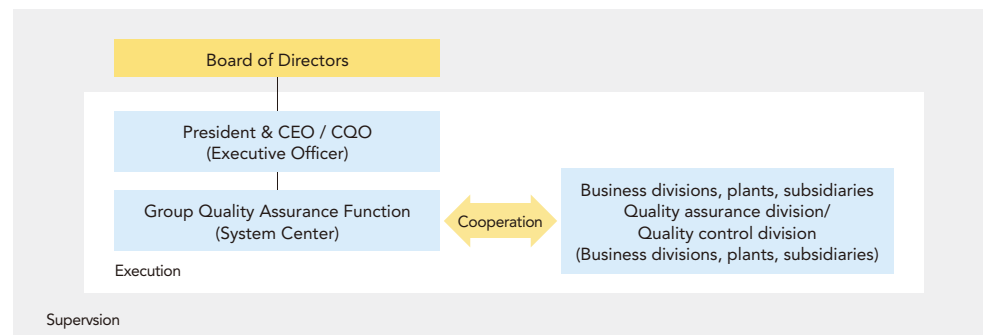 Board of Directors
President & CEO / CQO
(Executive Officer)
Group Quality Assurance Function
(System Center)
Cooperation
Business divisions, plants, subsidiaries
Quality assurance division/
Quality control division
(Business divisions, plants, subsidiaries)
Execution
Supervsion